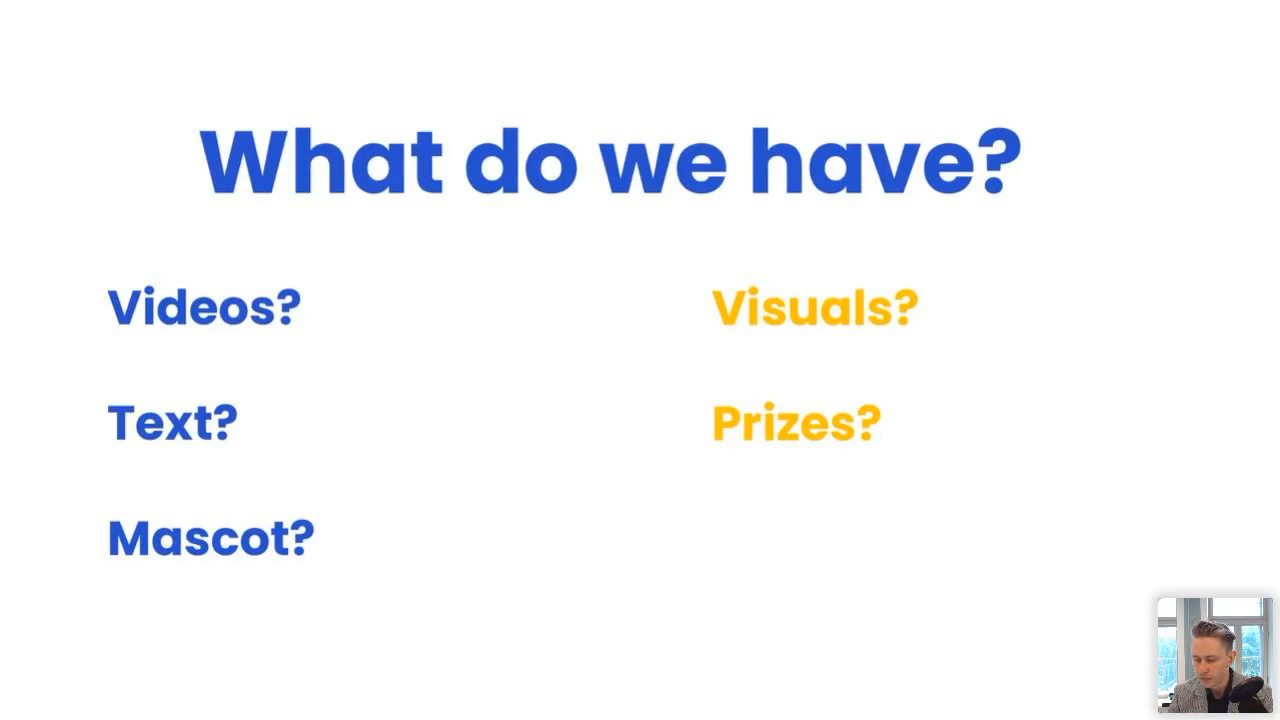 What do we have?
Videos?
Text?
Mascot?
Visuals?
Prizes?